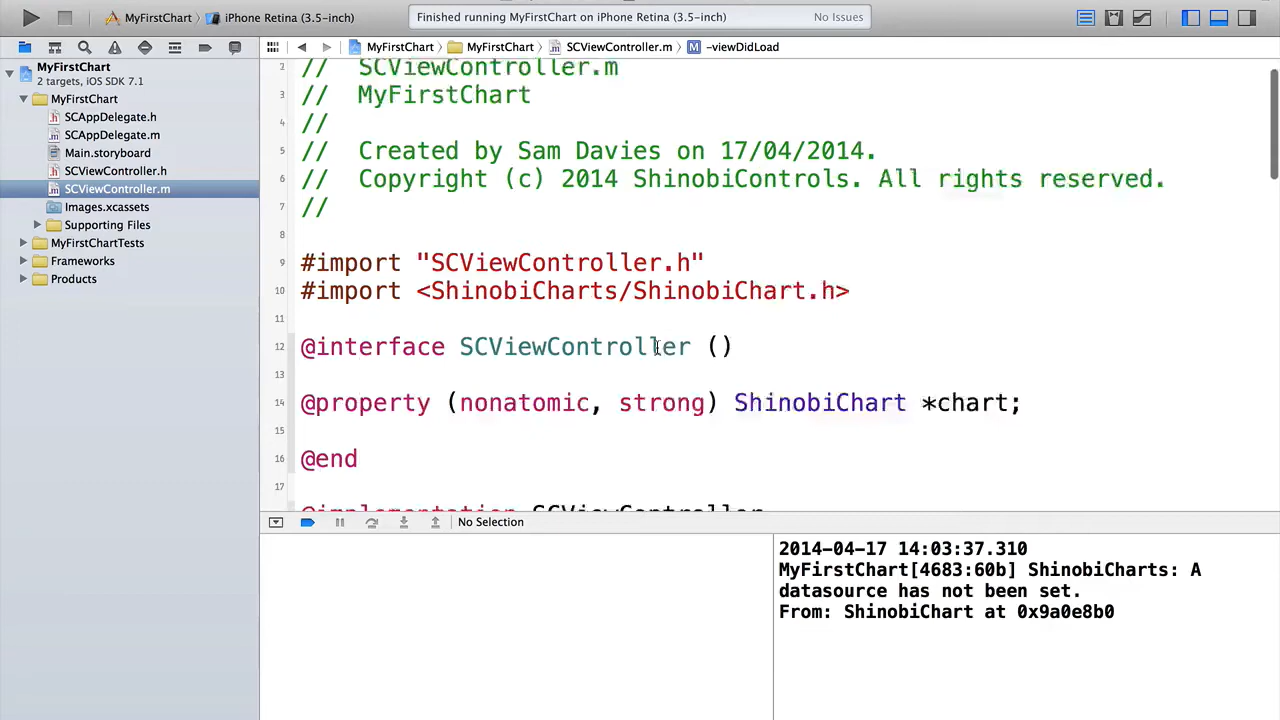 MyFirstChart
iPhone Retina (3.5-inch)
Finished running MyFirstChart on iPhone Retina (3.5-inch)
No Issues
MyFirstChart
MyFirstChart
SCViewController.m
-viewDidLoad
MyFirstChart
2 targets, iOS SDK 7.1
MyFirstChart
SCAppDelegate.h
SCAppDelegate.m
Main.storyboard
SCViewController.h
SCViewController.m
Images.xcassets
Supporting Files
MyFirstChartTests
Frameworks
Products
2 // SCViewController.m
3 // MyFirstChart
4 //
5 // Created by Sam Davies on 17/04/2014.
6 // Copyright (c) 2014 ShinobiControls. All rights reserved.
7 //
8
9 #import "SCViewController.h"
10 #import <ShinobiCharts/ShinobiChart.h>
11
12 @interface SCViewController ()
13
14 @property (nonatomic, strong) ShinobiChart *chart;
15
16 @end
17
@implementation SCViewController
No Selection
2014-04-17 14:03:37.310
MyFirstChart[4683:60b] ShinobiCharts: A
datasource has not been set.
From: ShinobiChart at 0x9a0e8b0